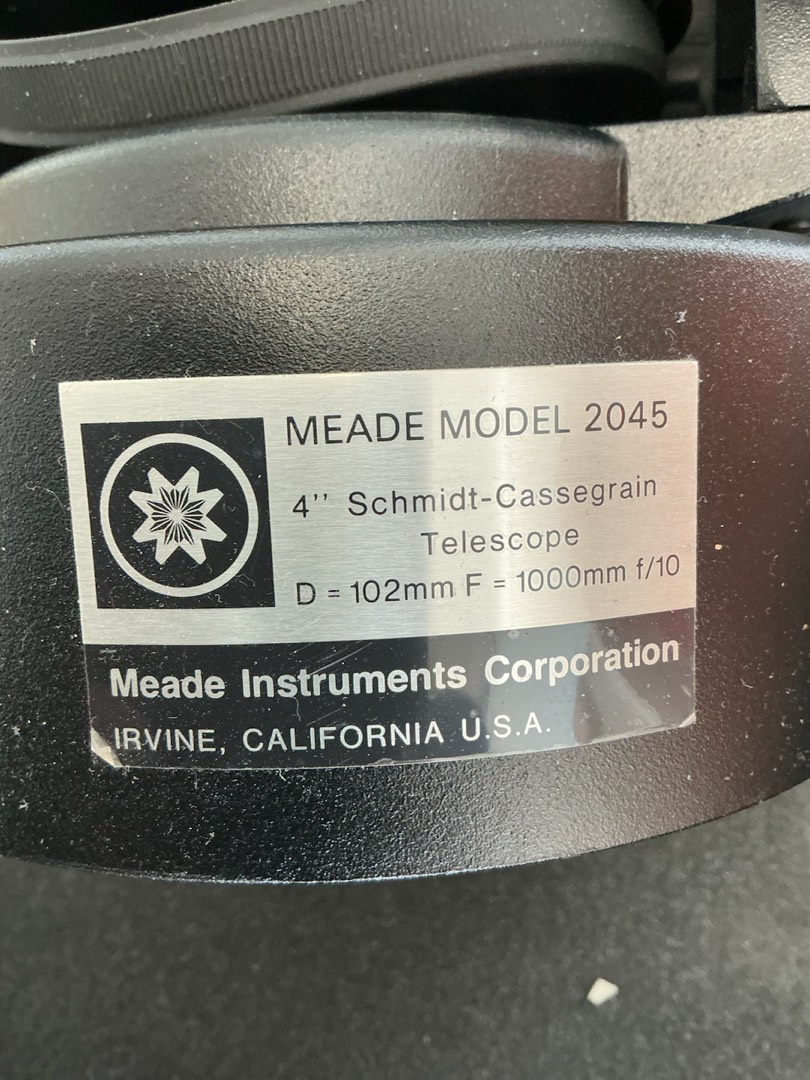 MEADE MODEL 2045
4'' Schmidt-Cassegrain
Telescope
D = 102mm F = 1000mm f/10
Meade Instruments Corporation
IRVINE, CALIFORNIA U.S.A.